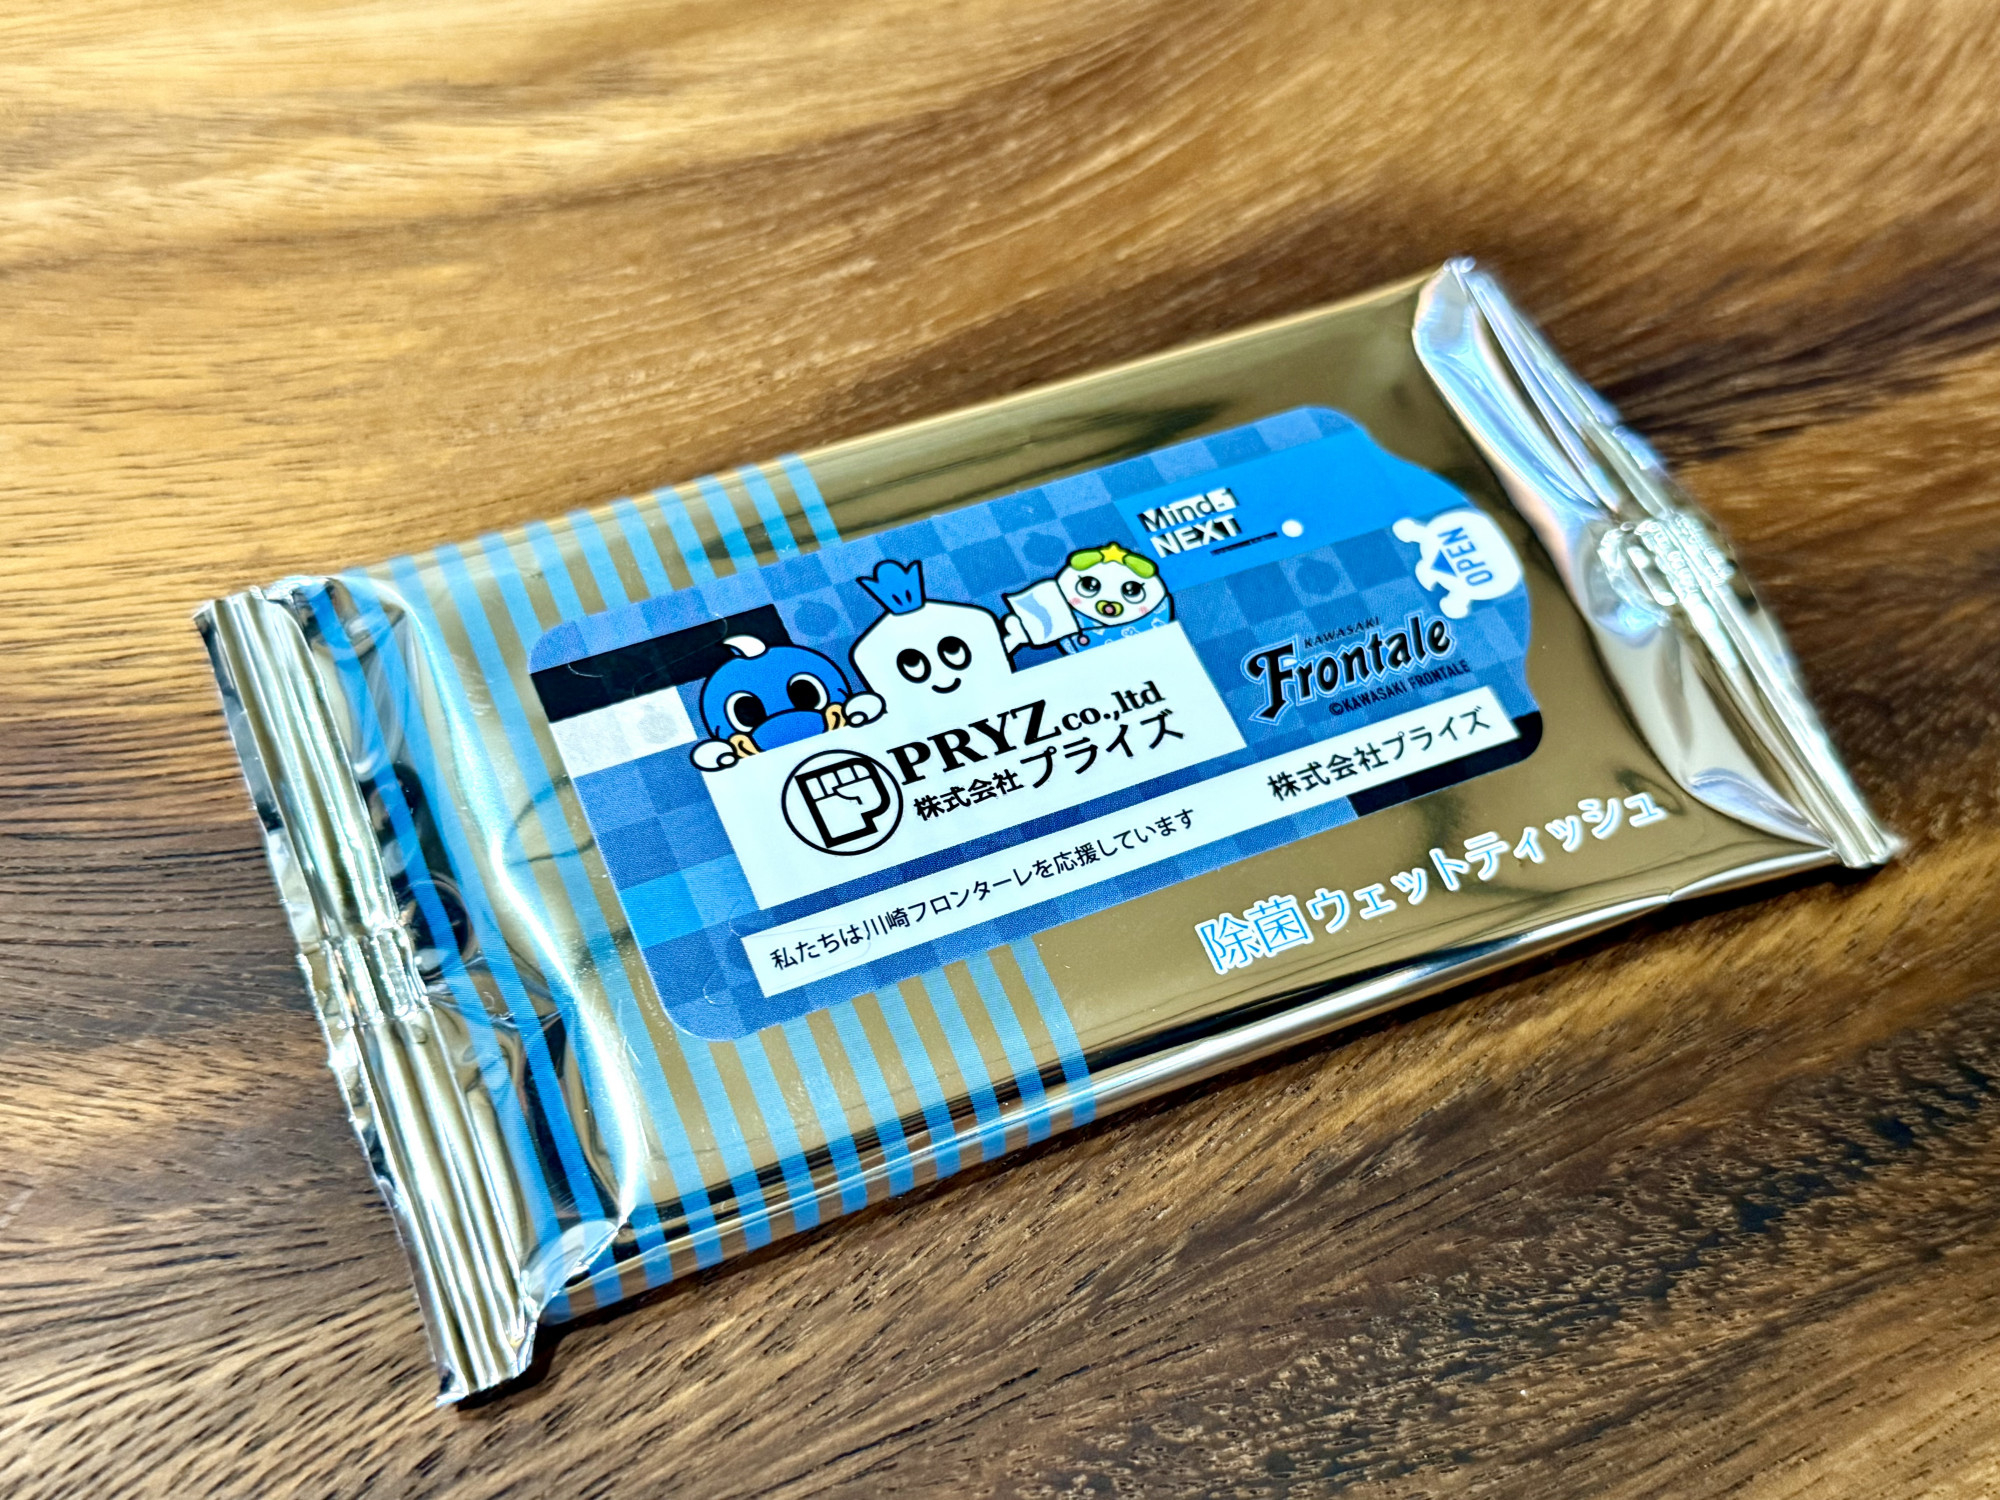 Mind-1
NEXT!
OPEN
KAWASAKI
Frontale
©KAWASAKI FRONTALE
PRYZ co.,ltd
株式会社プライズ
私たちは川崎フロンターレを応援しています
株式会社プライズ
除菌ウェットティッシュ